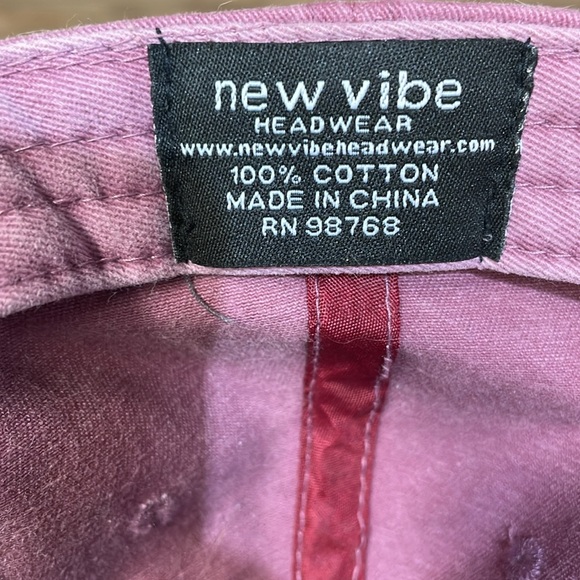 new vibe
HEADWEAR
www.newvibeheadwear.com
100% COTTON
MADE IN CHINA
RN 98768